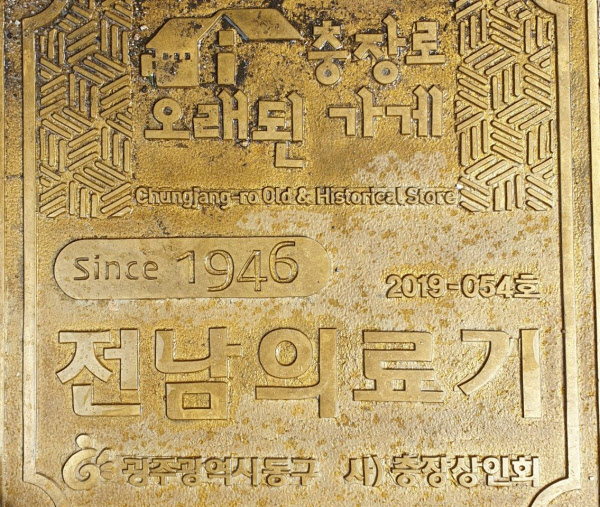 충장로
오래된 가게
Chungjang-ro Old & Historical Store
Since 1946
2019-054호
전남의료기
광주광역시동구 사) 충장상인회